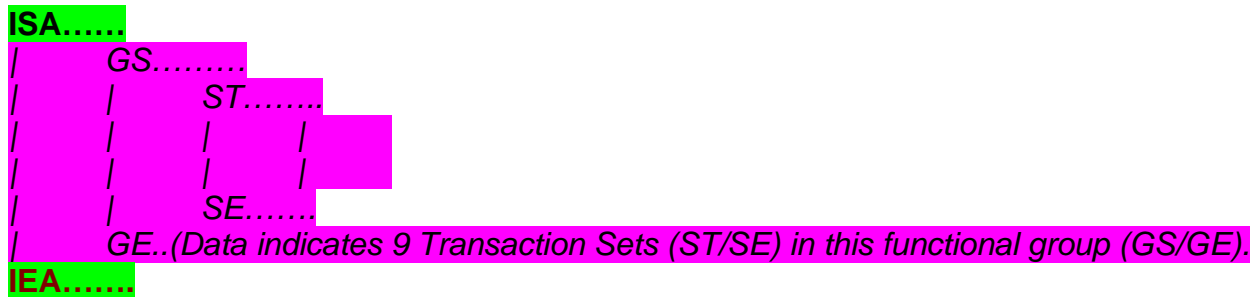 ISA……
| GS………
| | ST……..
| | | |
| | | |
| | SE…….
| GE..(Data indicates 9 Transaction Sets (ST/SE) in this functional group (GS/GE).
IEA…….